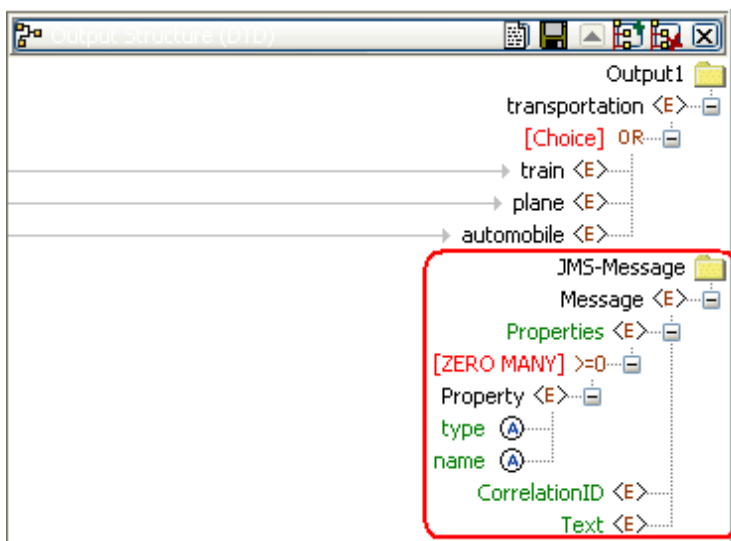 Output Structure (DTD)
Output1
transportation <E>
[Choice] OR
train <E>
plane <E>
automobile <E>
JMS-Message
Message <E>
Properties <E>
[ZERO MANY] >=0
Property <E>
type A
name A
CorrelationID <E>
Text <E>